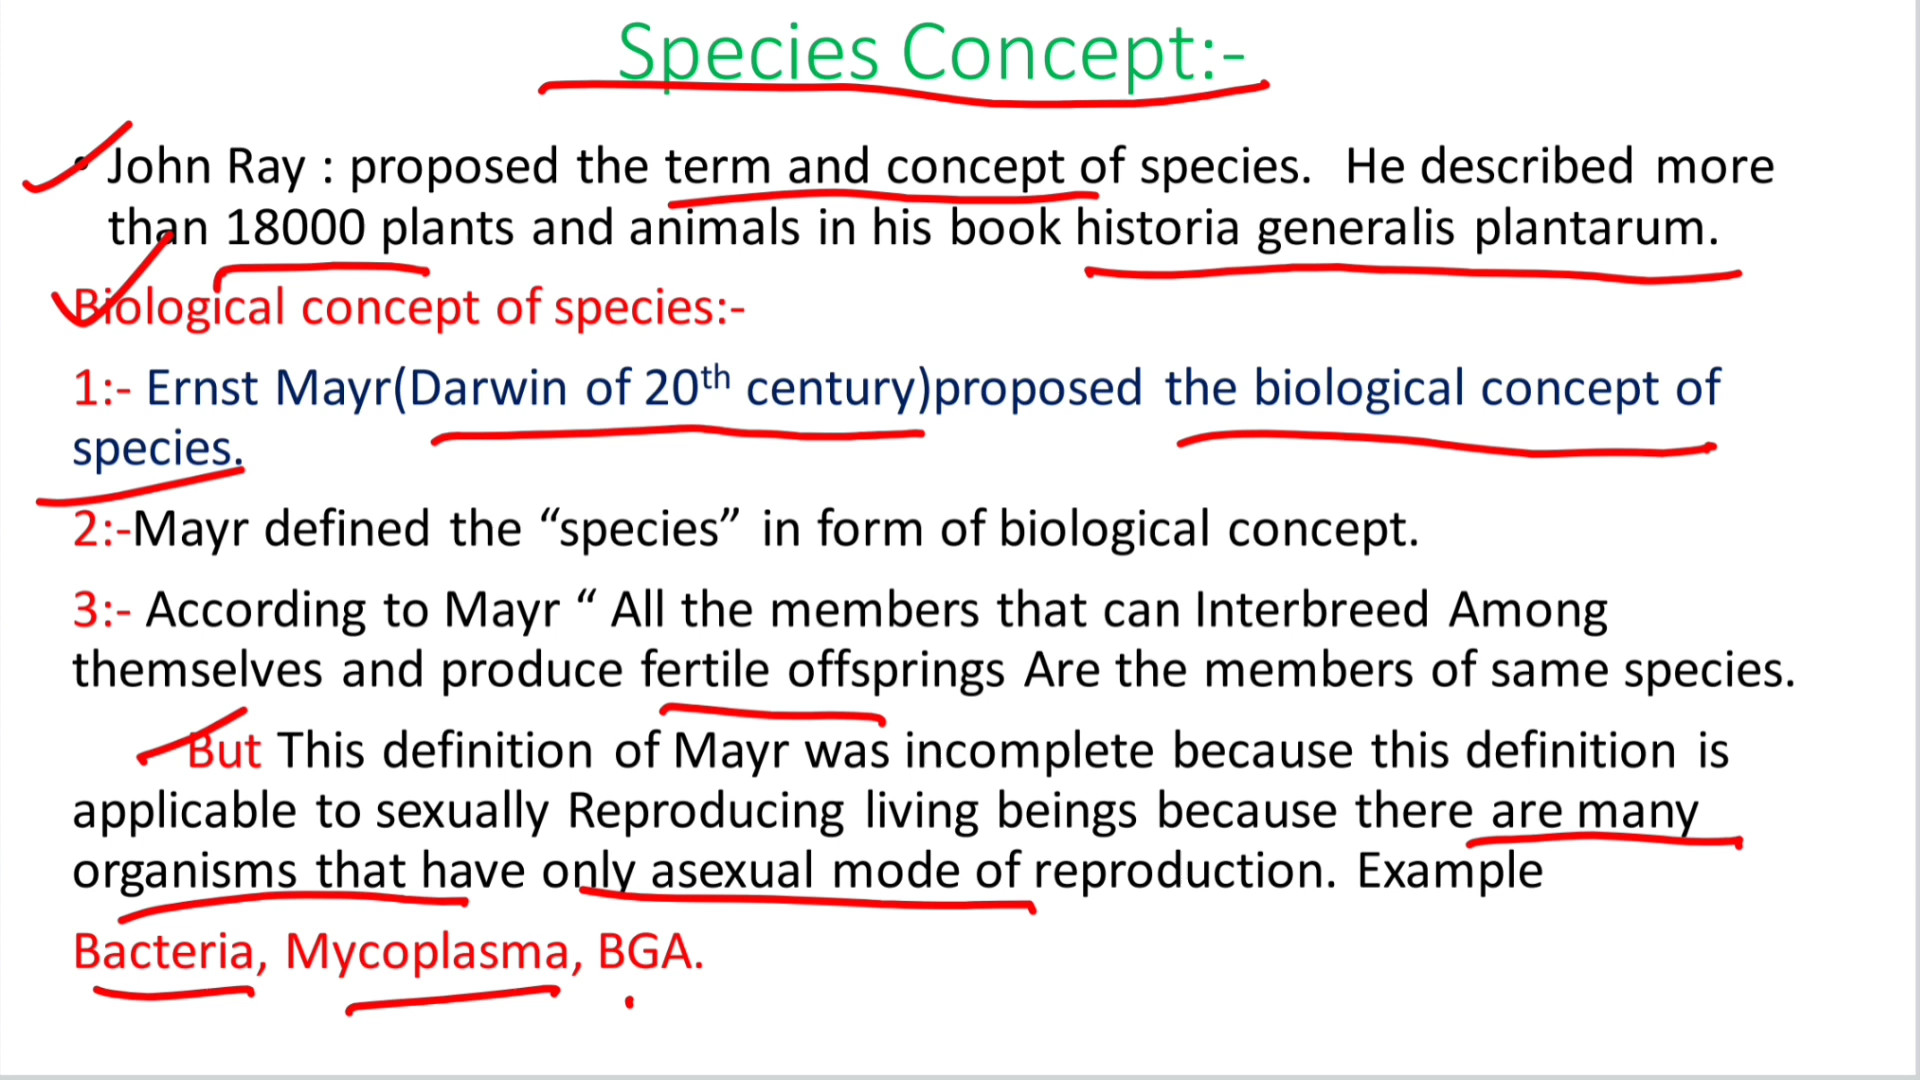 Species Concept:-
• John Ray : proposed the term and concept of species. He described more
than 18000 plants and animals in his book historia generalis plantarum.
Biological concept of species:-
1:- Ernst Mayr(Darwin of 20th century)proposed the biological concept of
species.
2:-Mayr defined the “species” in form of biological concept.
3:- According to Mayr “ All the members that can Interbreed Among
themselves and produce fertile offsprings Are the members of same species.
But This definition of Mayr was incomplete because this definition is
applicable to sexually Reproducing living beings because there are many
organisms that have only asexual mode of reproduction. Example
Bacteria, Mycoplasma, BGA.